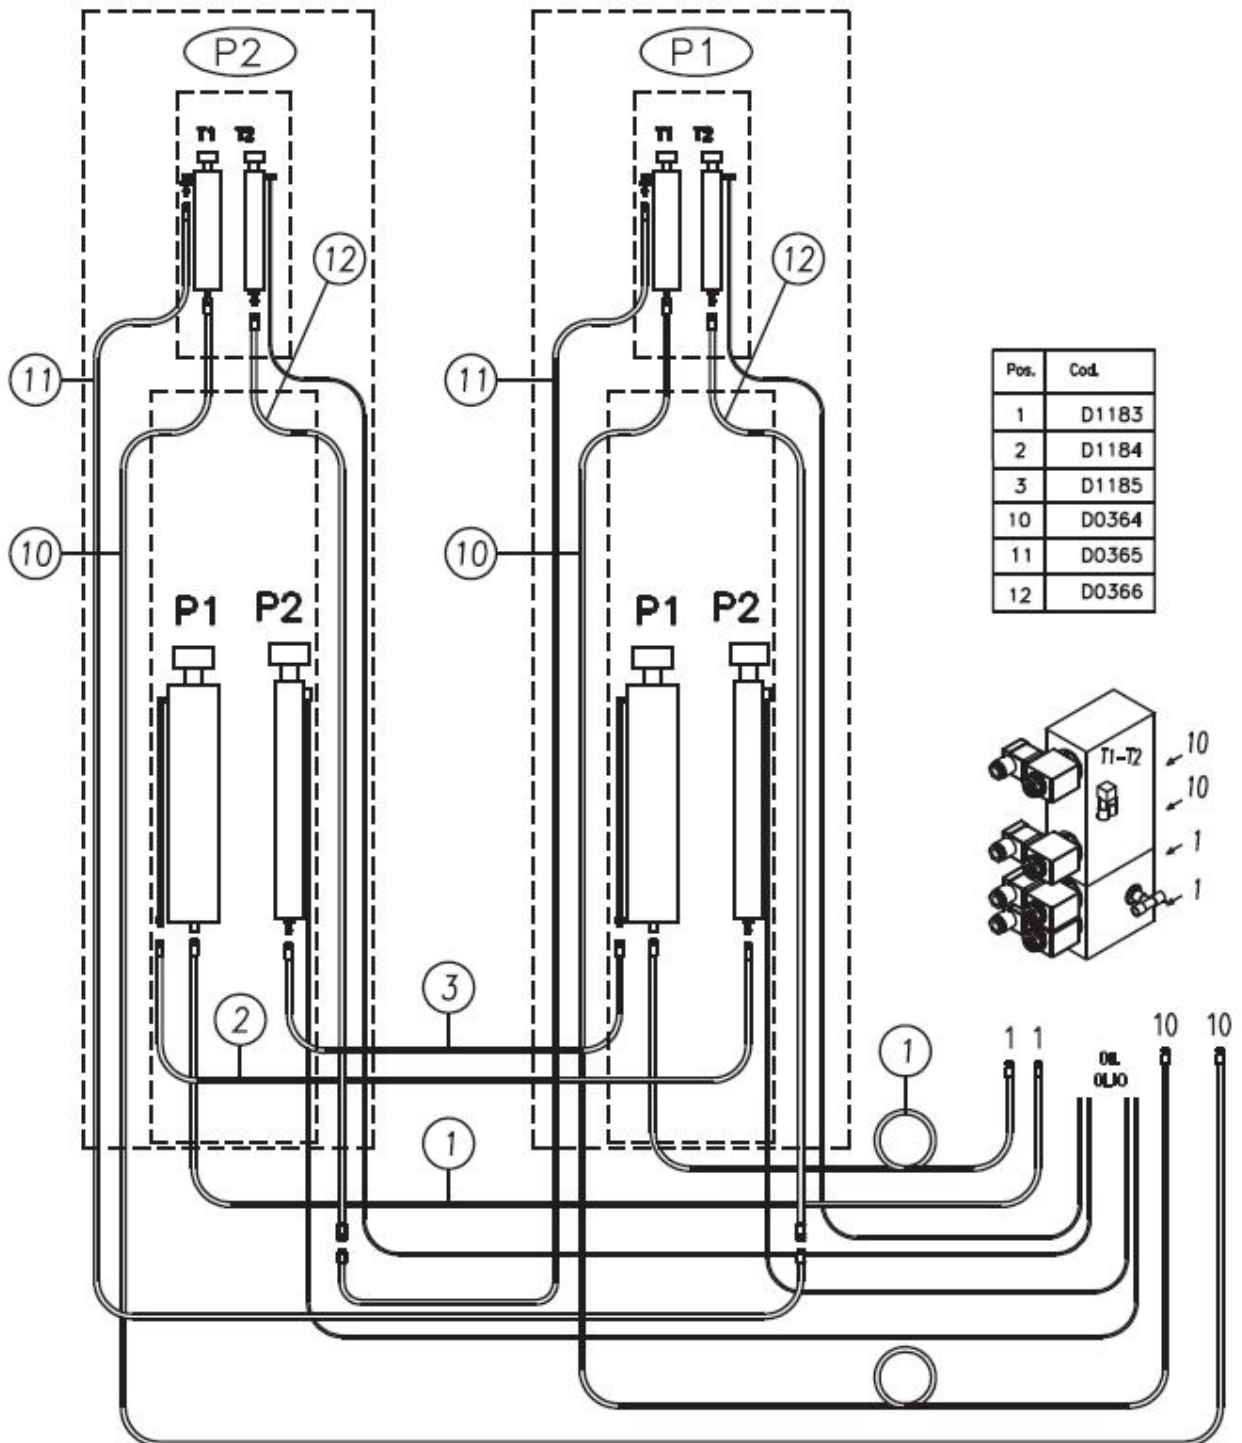 P2 P1
T1 T2 T1 T2
12 12
11 11
Pos. Cod.
1 D1183
2 D1184
3 D1185
10 D0364
11 D0365
12 D0366
10 10
P1 P2 P1 P2
T1-T2
10
10
1
1
3
2
1
1 1
OIL
OLIO
10 10
1